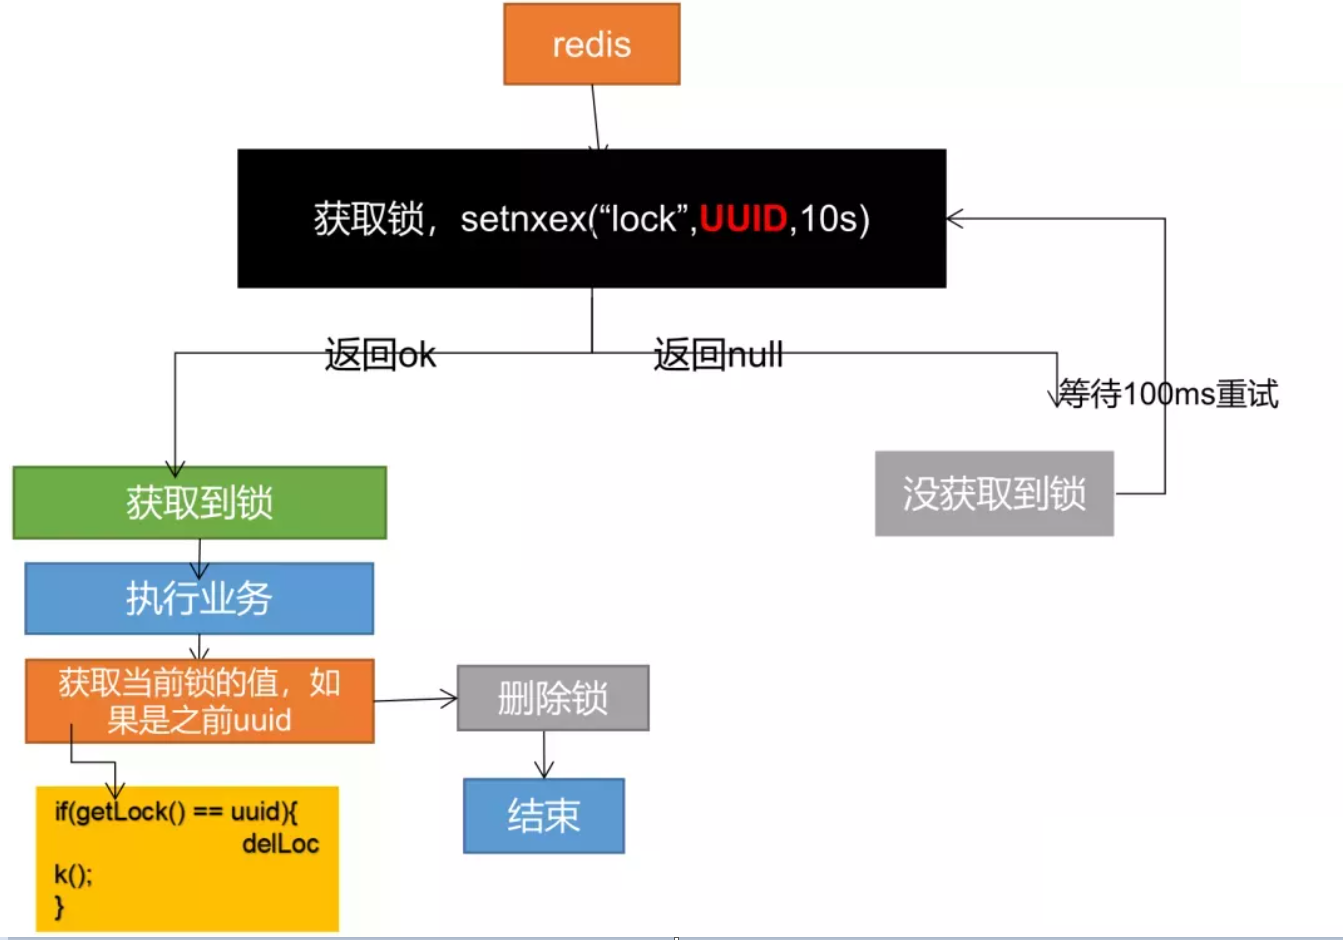 redis
获取锁，setnxex(“lock”,UUID,10s)
返回ok
返回null
等待100ms重试
没获取到锁
获取到锁
执行业务
获取当前锁的值，如
果是之前uuid
删除锁
结束
if(getLock() == uuid){
delLoc
k();
}